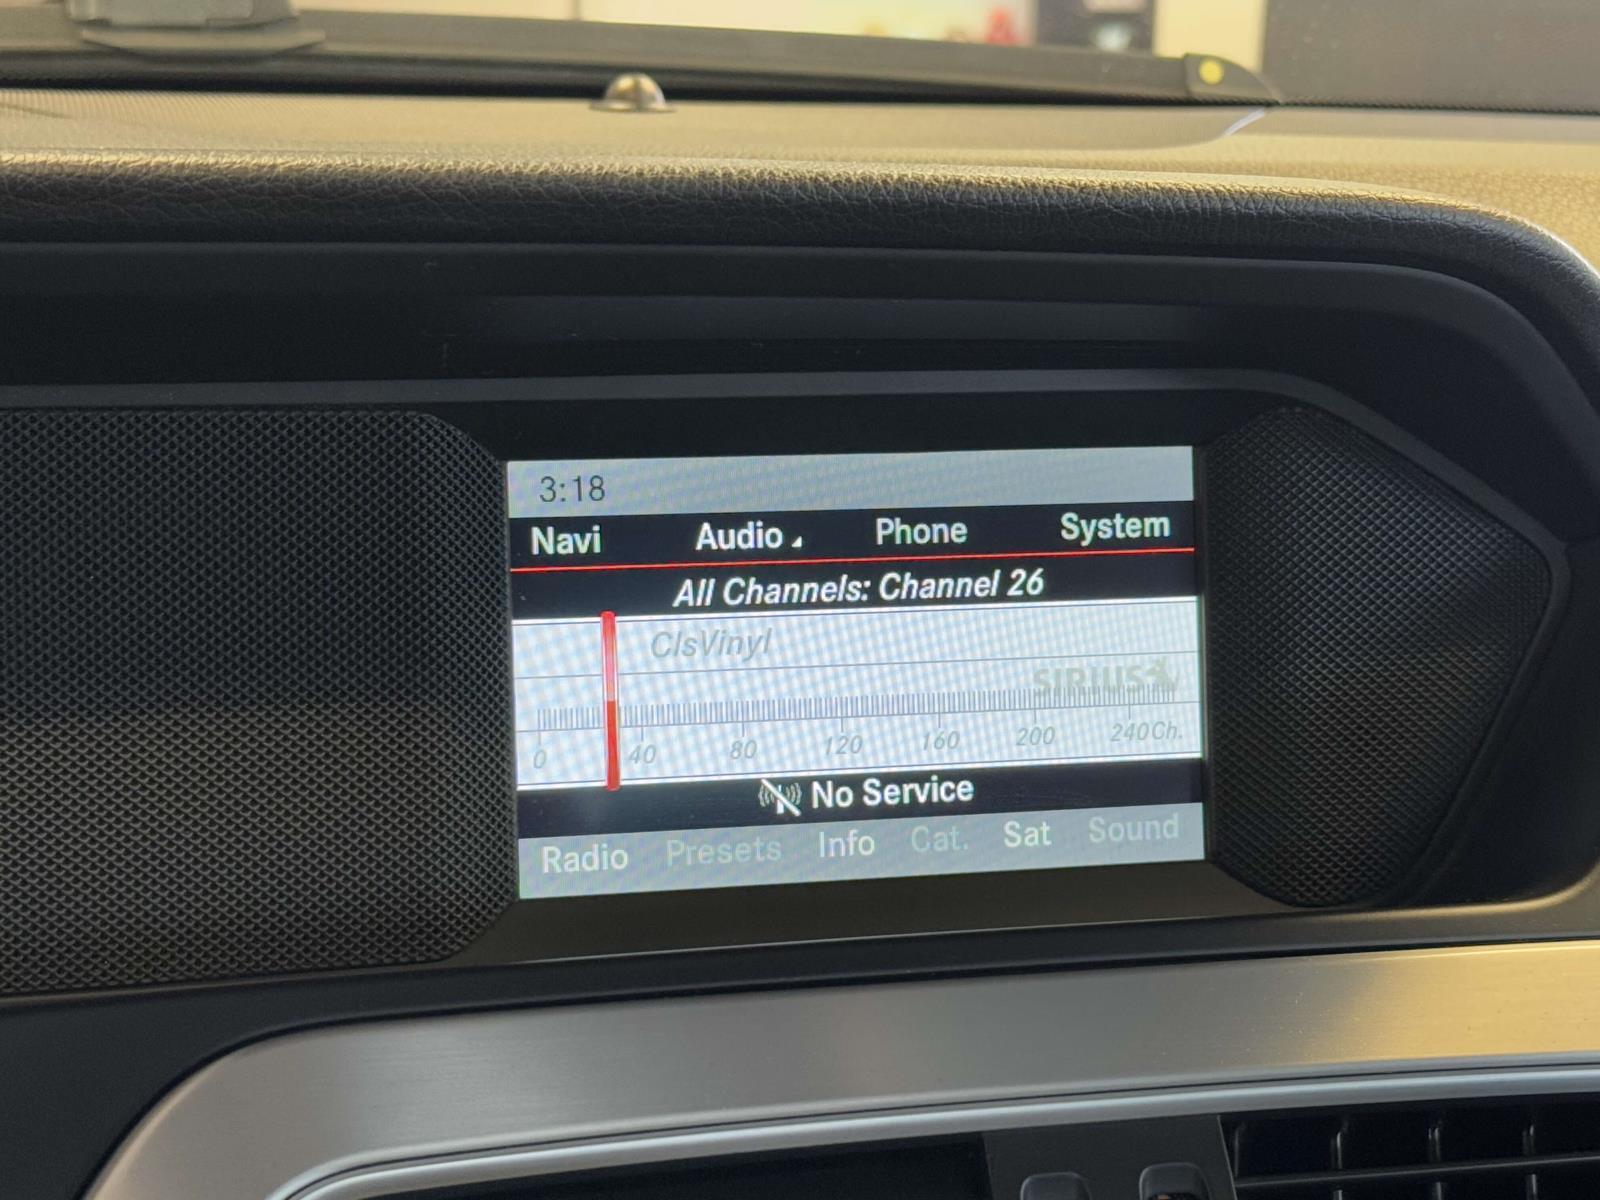 3:18
Navi Audio Phone System
All Channels: Channel 26
ClsVinyl
SIRIUS
0 40 80 120 160 200 240Ch.
No Service
Radio Presets Info Cat. Sat Sound